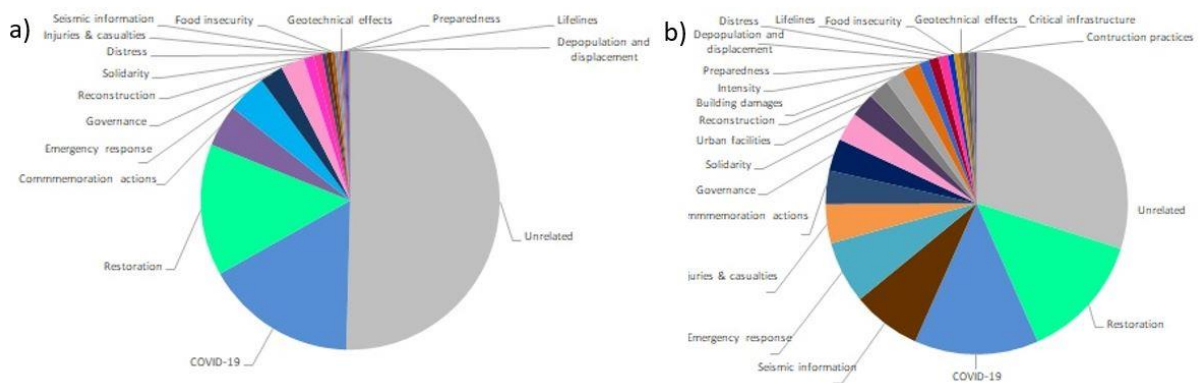 a)
Seismic information
Food insecurity
Geotechnical effects
Preparedness
Lifelines
Injuries & casualties
Distress
Depopulation and
displacement
Solidarity
Reconstruction
Governance
Emergency response
Commmemoration actions
Unrelated
Restoration
COVID-19
b)
Distress
Lifelines
Food insecurity
Geotechnical effects
Critical infrastructure
Depopulation and
displacement
Contruction practices
Preparedness
Intensity
Building damages
Reconstruction
Urban facilities
Solidarity
Governance
mmmemoration actions
Unrelated
juries & casualties
Emergency response
Restoration
Seismic information
COVID-19